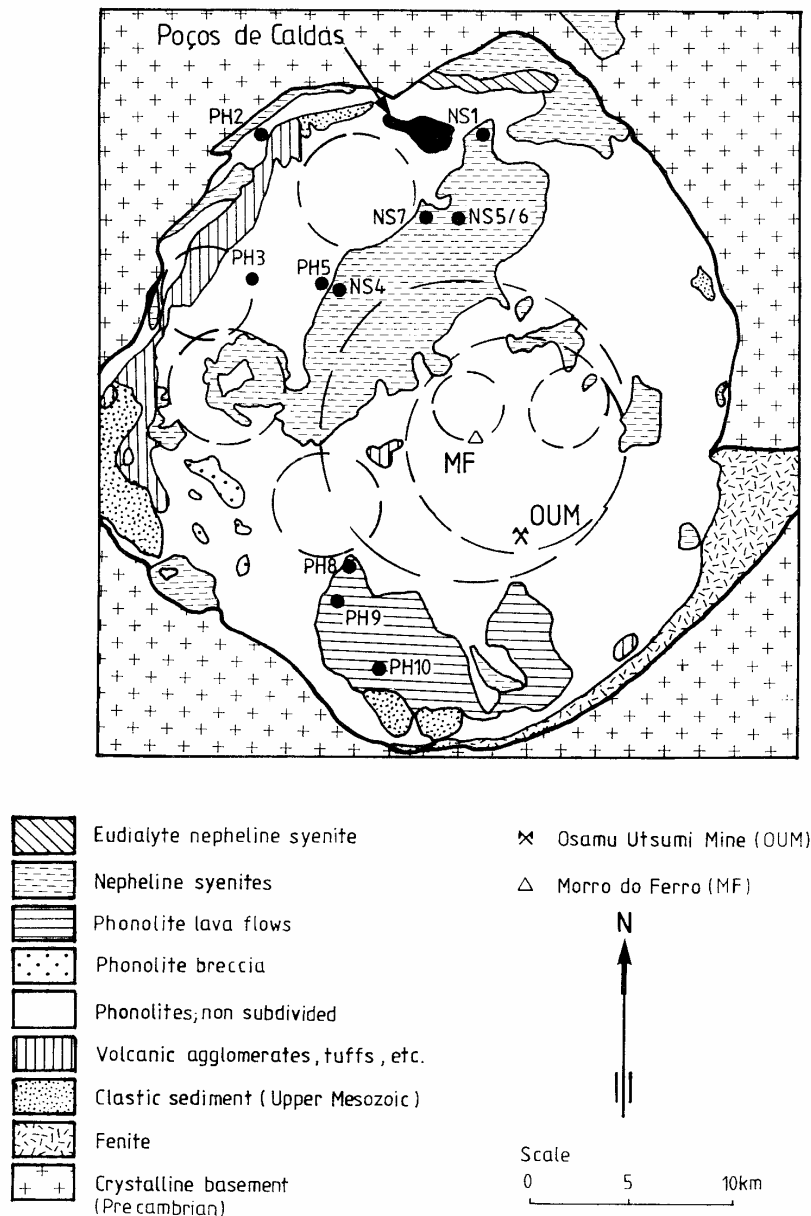 Poços de Caldas
PH2
NS1
NS7
NS5/6
PH3
PH5
NS4
MF
OUM
PH8
PH9
PH10
Eudialyte nepheline syenite
Nepheline syenites
Phonolite lava flows
Phonolite breccia
Phonolites; non subdivided
Volcanic agglomerates, tuffs, etc.
Clastic sediment (Upper Mesozoic)
Fenite
Crystalline basement
(Precambrian)
Osamu Utsumi Mine (OUM)
Morro do Ferro (MF)
N
Scale
0 5 10km